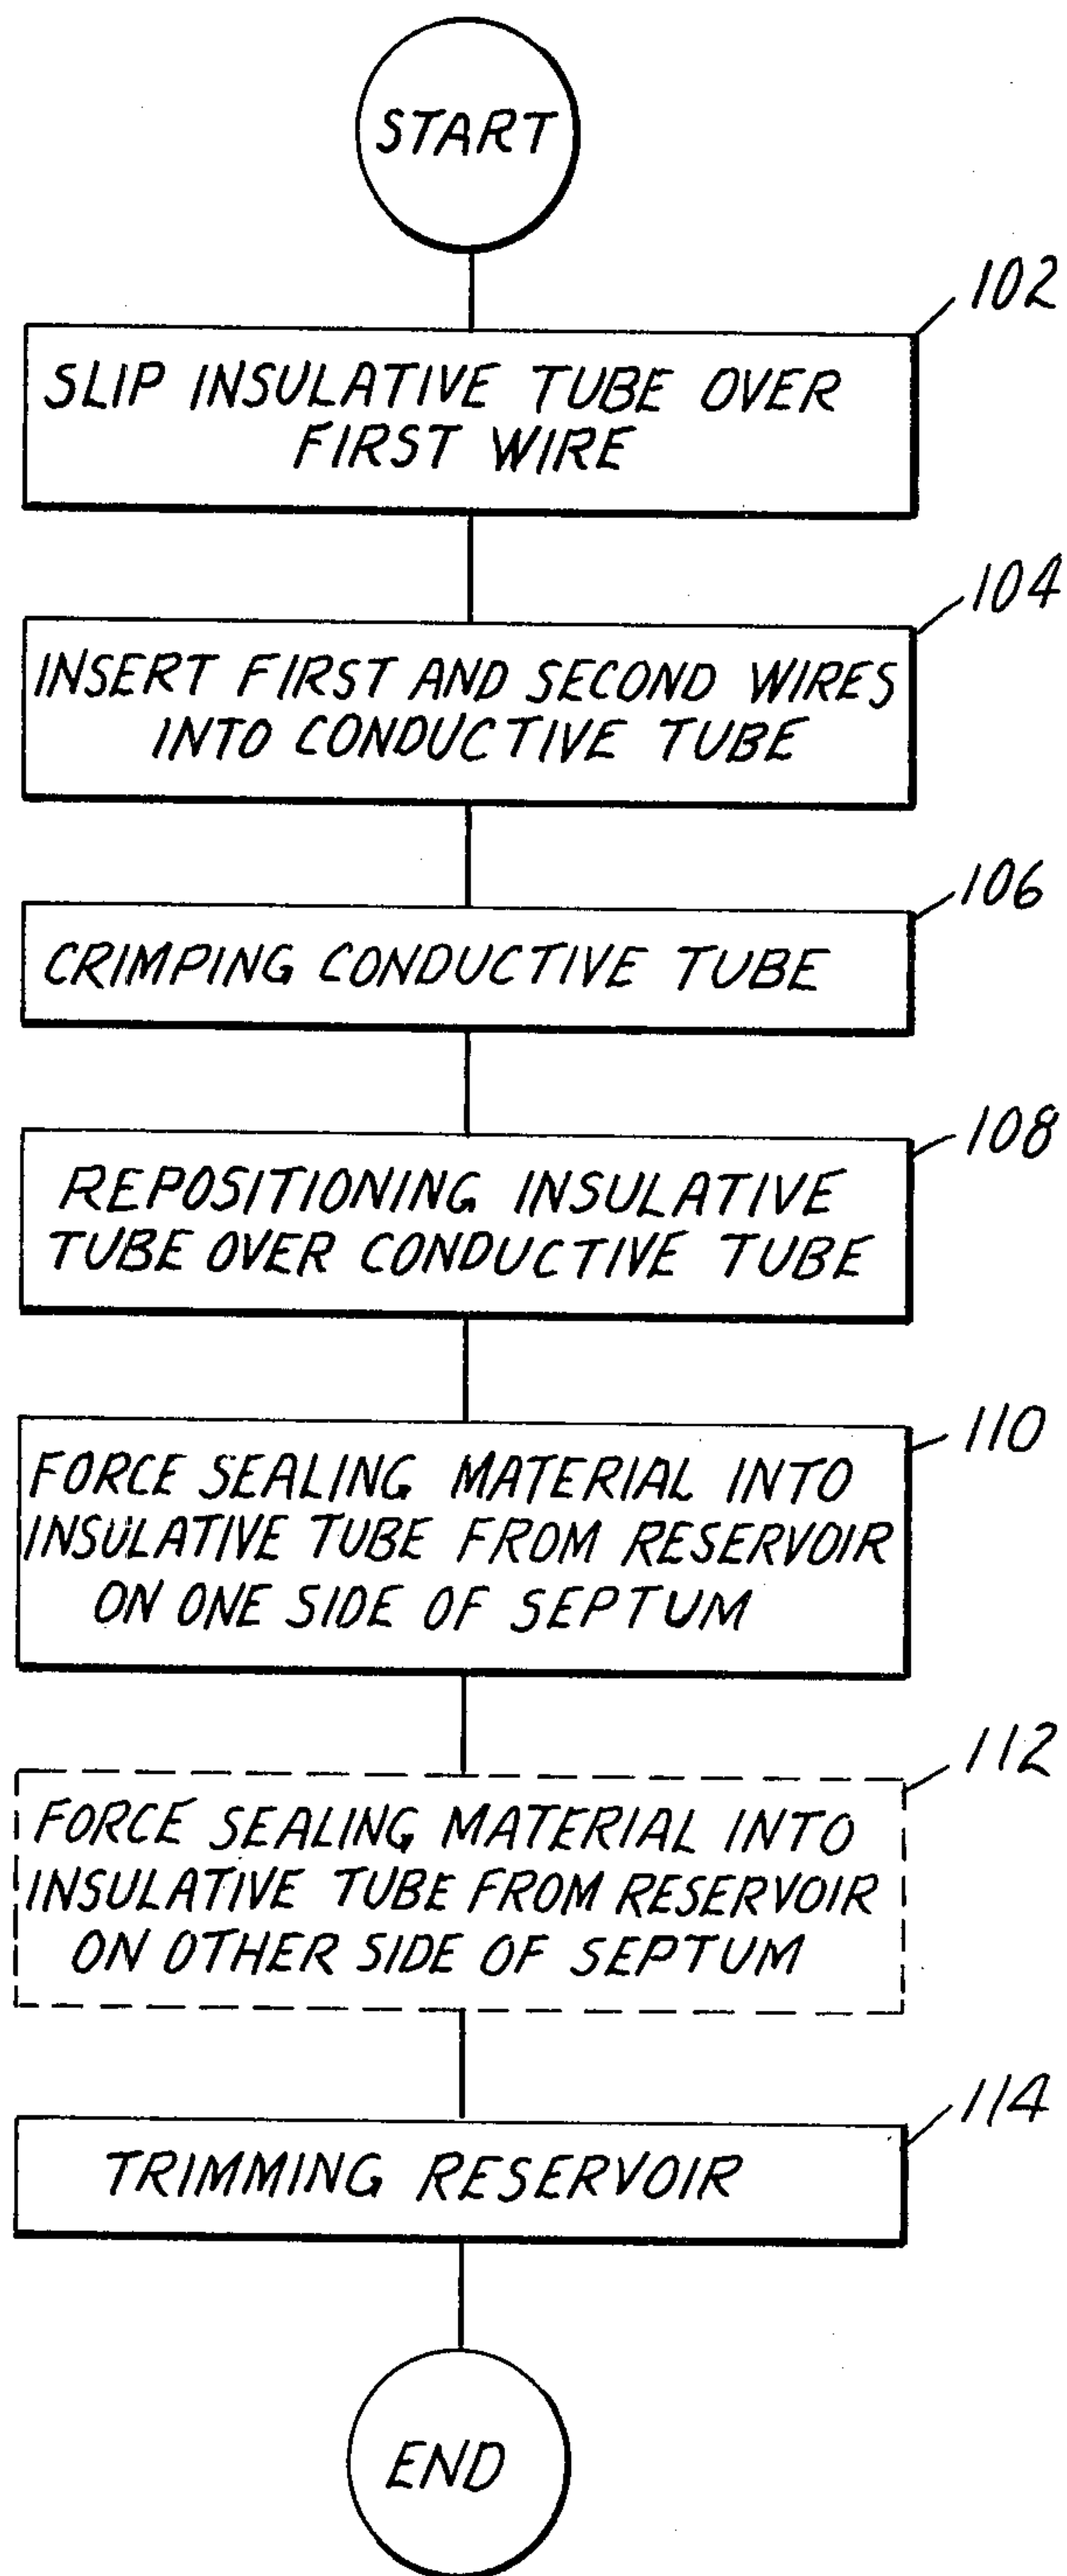 START
102
SLIP INSULATIVE TUBE OVER
FIRST WIRE
104
INSERT FIRST AND SECOND WIRES
INTO CONDUCTIVE TUBE
106
CRIMPING CONDUCTIVE TUBE
108
REPOSITIONING INSULATIVE
TUBE OVER CONDUCTIVE TUBE
110
FORCE SEALING MATERIAL INTO
INSULATIVE TUBE FROM RESERVOIR
ON ONE SIDE OF SEPTUM
112
FORCE SEALING MATERIAL INTO
INSULATIVE TUBE FROM RESERVOIR
ON OTHER SIDE OF SEPTUM
114
TRIMMING RESERVOIR
END